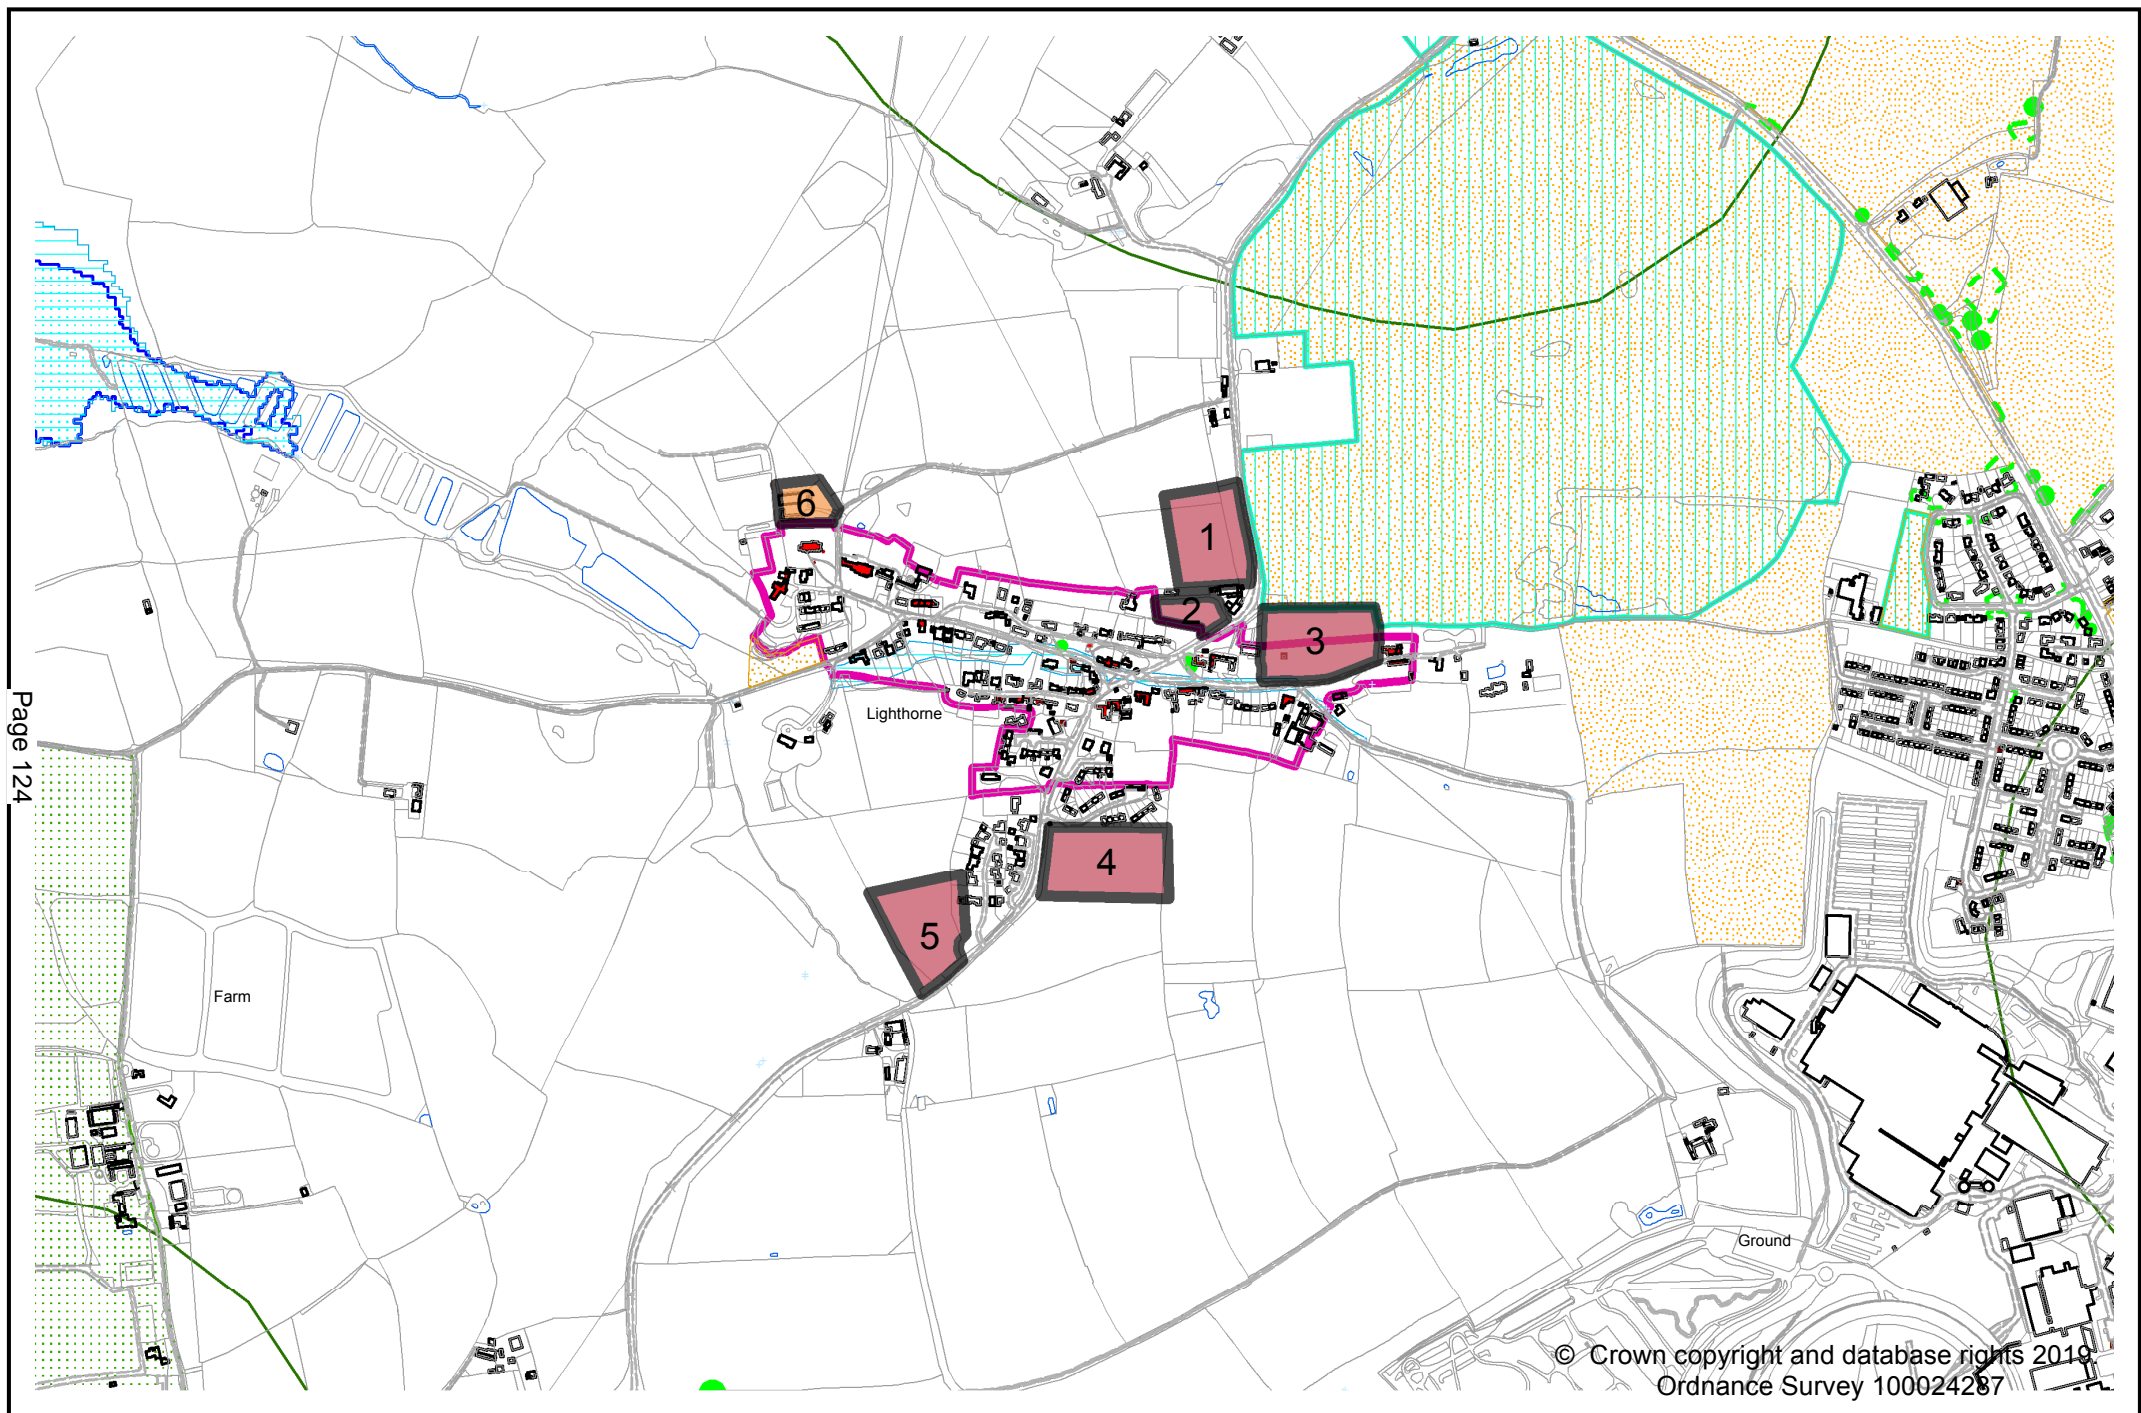 6
1
2
3
Lighthorne
Page 124
4
5
Farm
Ground
© Crown copyright and database rights 2019
Ordnance Survey 100024287